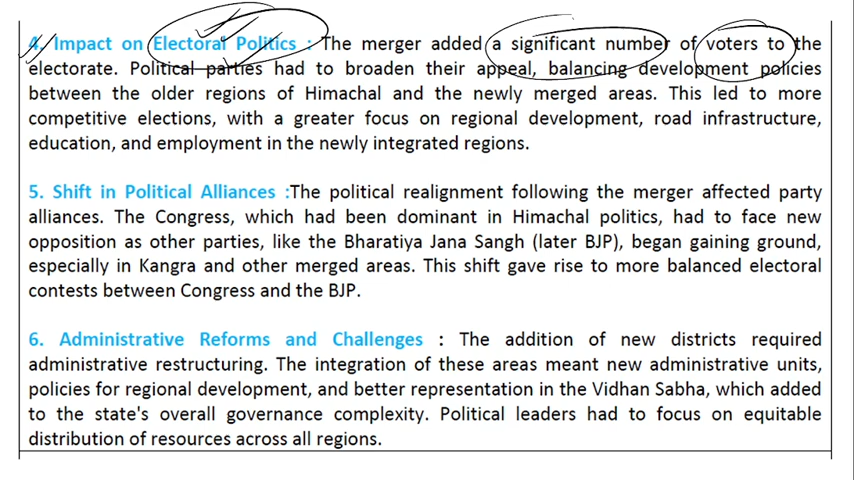 4. Impact on Electoral Politics : The merger added a significant number of voters to the
electorate. Political parties had to broaden their appeal, balancing development policies
between the older regions of Himachal and the newly merged areas. This led to more
competitive elections, with a greater focus on regional development, road infrastructure,
education, and employment in the newly integrated regions.
5. Shift in Political Alliances :The political realignment following the merger affected party
alliances. The Congress, which had been dominant in Himachal politics, had to face new
opposition as other parties, like the Bharatiya Jana Sangh (later BJP), began gaining ground,
especially in Kangra and other merged areas. This shift gave rise to more balanced electoral
contests between Congress and the BJP.
6. Administrative Reforms and Challenges : The addition of new districts required
administrative restructuring. The integration of these areas meant new administrative units,
policies for regional development, and better representation in the Vidhan Sabha, which added
to the state's overall governance complexity. Political leaders had to focus on equitable
distribution of resources across all regions.